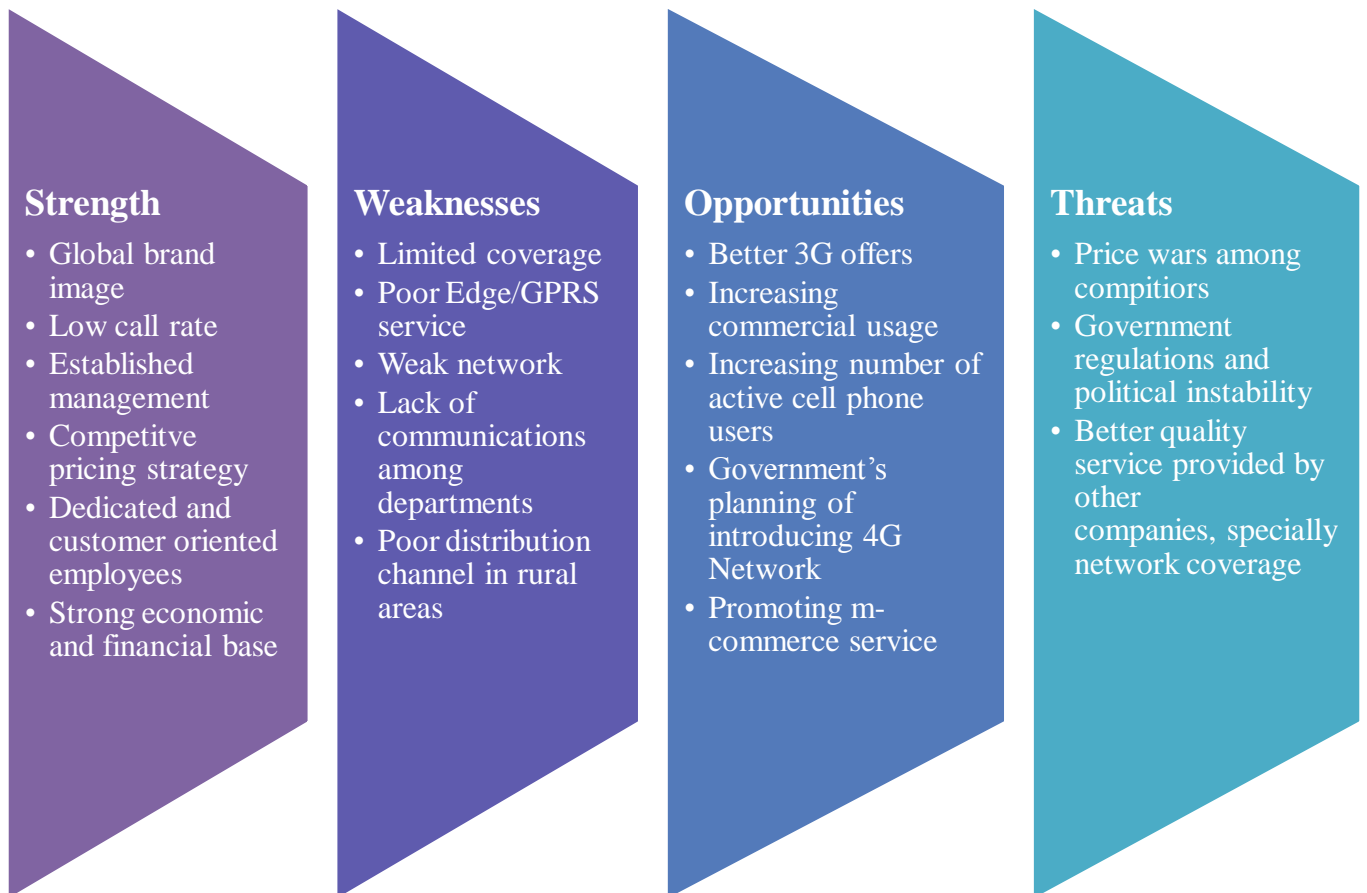 Strength
• Global brand
image
• Low call rate
• Established
management
• Competitve
pricing strategy
• Dedicated and
customer oriented
employees
• Strong economic
and financial base
Weaknesses
• Limited coverage
• Poor Edge/GPRS
service
• Weak network
• Lack of
communications
among
departments
• Poor distribution
channel in rural
areas
Opportunities
• Better 3G offers
• Increasing
commercial usage
• Increasing number of
active cell phone
users
• Government’s
planning of
introducing 4G
Network
• Promoting m-
commerce service
Threats
• Price wars among
compitiors
• Government
regulations and
political instability
• Better quality
service provided by
other
companies, specially
network coverage